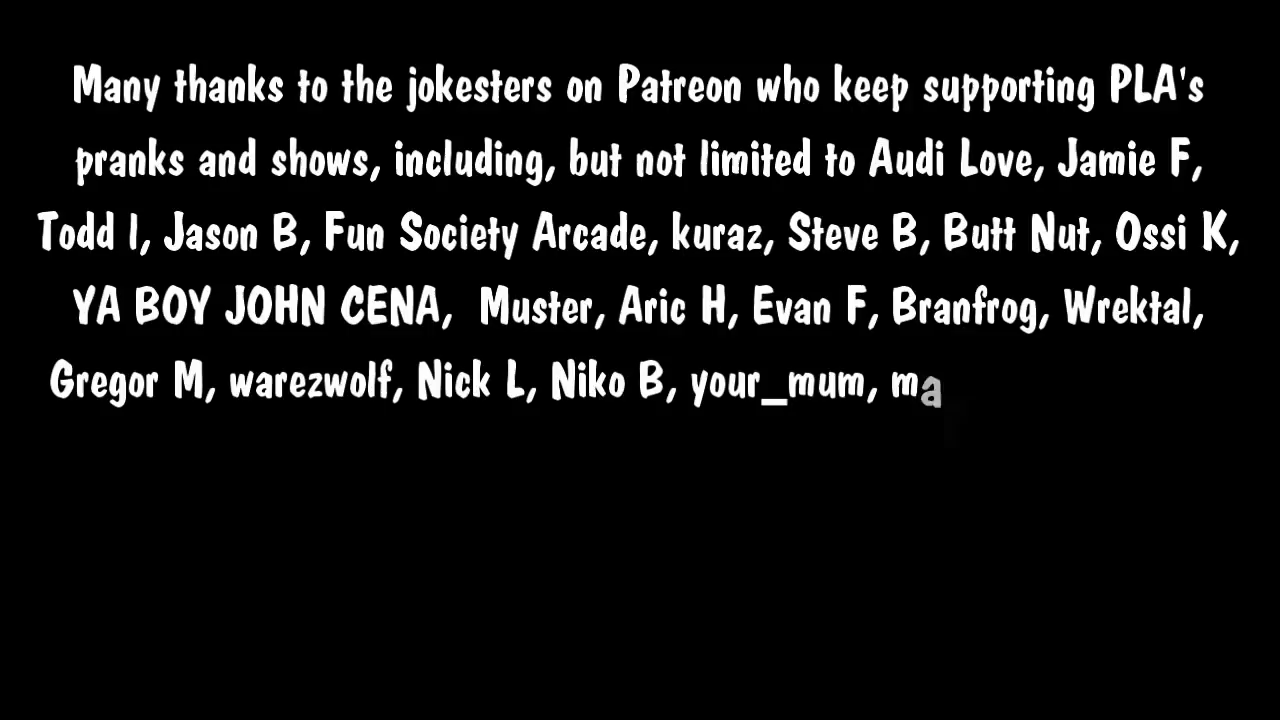 Many thanks to the jokesters on Patreon who keep supporting PLA's
pranks and shows, including, but not limited to Audi Love, Jamie F,
Todd I, Jason B, Fun Society Arcade, kuraz, Steve B, Butt Nut, Ossi K,
YA BOY JOHN CENA,  Muster, Aric H, Evan F, Branfrog, Wrektal,
Gregor M, warezwolf, Nick L, Niko B, your_mum, ma